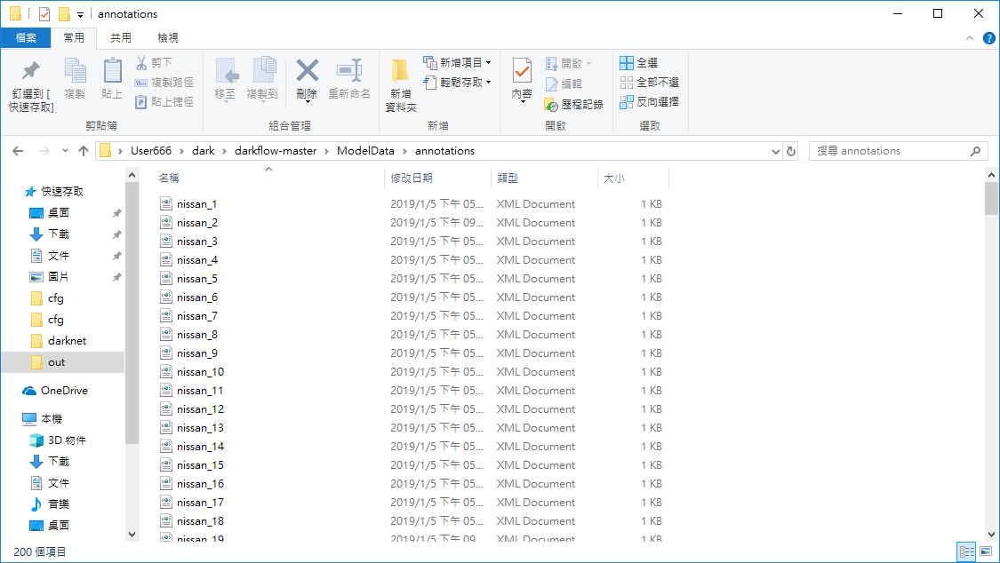 annotations
檔案 常用 共用 檢視
釘選到 [
快速存取]
複製
貼上
剪下
複製路徑
貼上捷徑
剪貼簿
移至
複製到
刪除
重新命名
組合管理
新增
資料夾
新增項目
輕鬆存取
新增
內容
開啟
編輯
歷程記錄
開啟
全選
全部不選
反向選擇
選取
User666 dark darkflow-master ModelData annotations
搜尋 annotations
快速存取
桌面
下載
文件
圖片
cfg
cfg
darknet
out
OneDrive
本機
3D 物件
下載
文件
音樂
桌面
名稱 修改日期 類型 大小
nissan_1 2019/1/5 下午 05... XML Document 1 KB
nissan_2 2019/1/5 下午 09... XML Document 1 KB
nissan_3 2019/1/5 下午 05... XML Document 1 KB
nissan_4 2019/1/5 下午 05... XML Document 1 KB
nissan_5 2019/1/5 下午 05... XML Document 1 KB
nissan_6 2019/1/5 下午 05... XML Document 1 KB
nissan_7 2019/1/5 下午 05... XML Document 1 KB
nissan_8 2019/1/5 下午 05... XML Document 1 KB
nissan_9 2019/1/5 下午 05... XML Document 1 KB
nissan_10 2019/1/5 下午 05... XML Document 1 KB
nissan_11 2019/1/5 下午 05... XML Document 1 KB
nissan_12 2019/1/5 下午 05... XML Document 1 KB
nissan_13 2019/1/5 下午 05... XML Document 1 KB
nissan_14 2019/1/5 下午 05... XML Document 1 KB
nissan_15 2019/1/5 下午 05... XML Document 1 KB
nissan_16 2019/1/5 下午 05... XML Document 1 KB
nissan_17 2019/1/5 下午 05... XML Document 1 KB
nissan_18 2019/1/5 下午 05... XML Document 1 KB
nissan_19 2019/1/5 下午 09... XML Document 1 KB
200 個項目